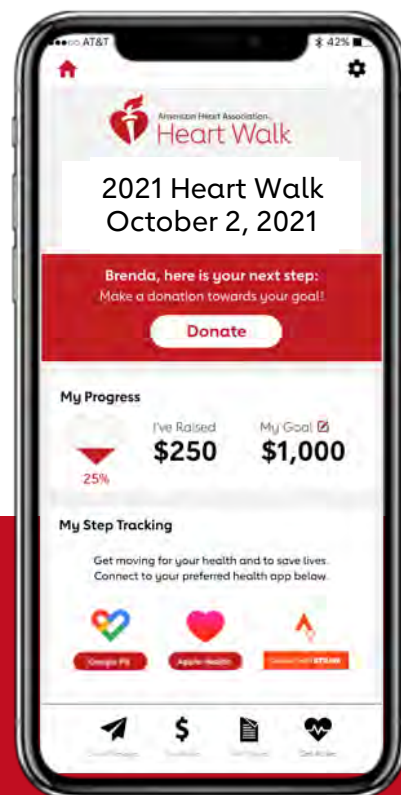 AT&T 42%
American Heart Association
Heart Walk
2021 Heart Walk
October 2, 2021
Brenda, here is your next step:
Make a donation towards your goal!
Donate
My Progress
I've Raised My Goal
$250 $1,000
25%
My Step Tracking
Get moving for your health and to save lives.
Connect to your preferred health app below.
Google Fit Apple Health STRAVA